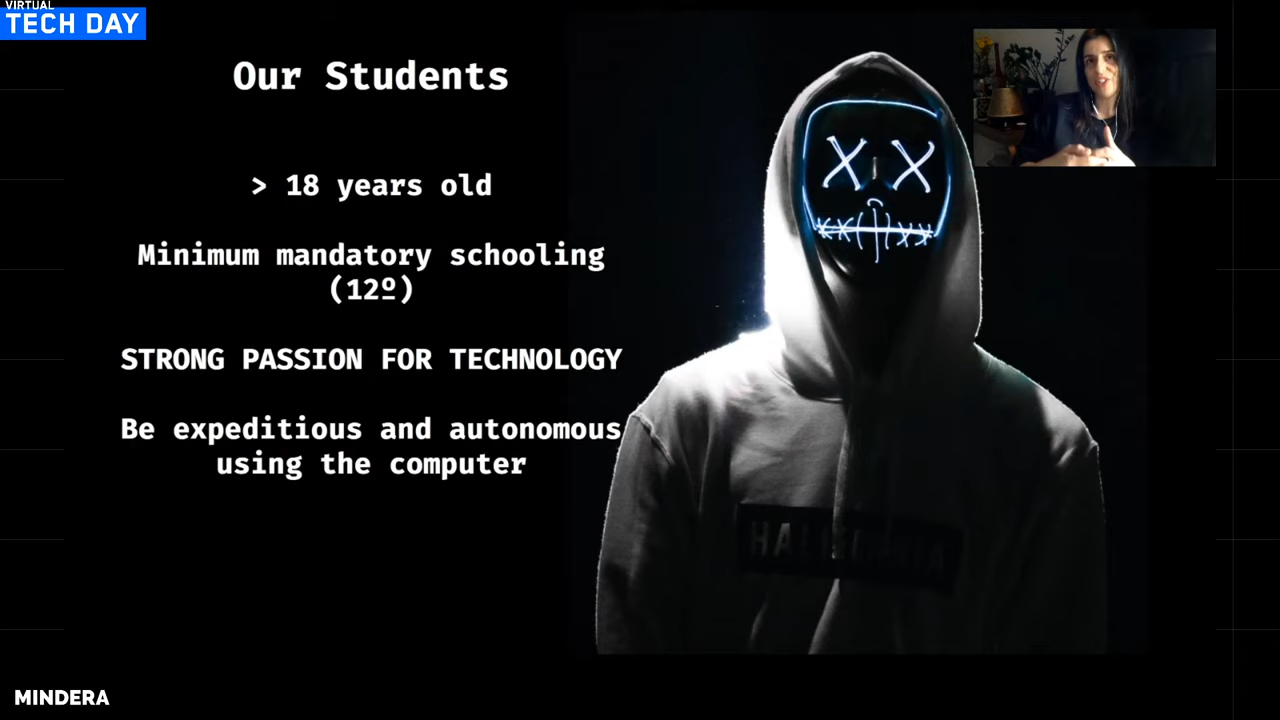 VIRTUAL
TECH DAY
Our Students
> 18 years old
Minimum mandatory schooling
(12º)
STRONG PASSION FOR TECHNOLOGY
Be expeditious and autonomous
using the computer
MINDERA